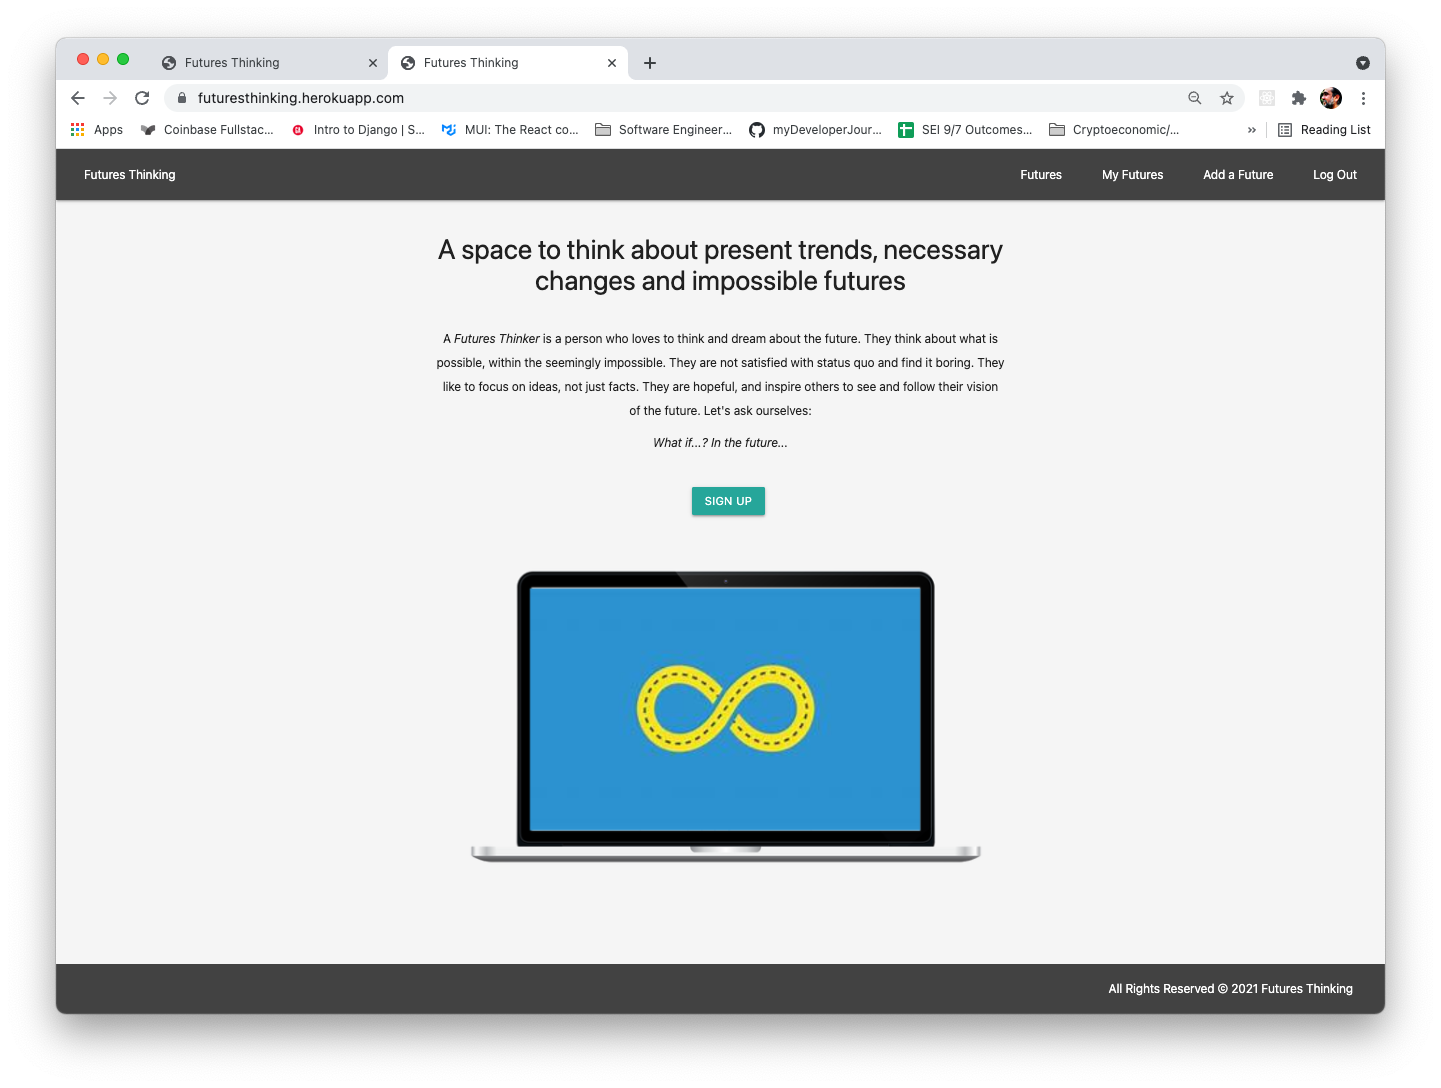 Futures Thinking
Futures Thinking
futuresthinking.herokuapp.com
Apps
Coinbase Fullstac...
Intro to Django | S...
MUI: The React co...
Software Engineer...
myDeveloperJour...
SEI 9/7 Outcomes...
Cryptoeconomic/...
»
Reading List
Futures Thinking
Futures
My Futures
Add a Future
Log Out
A space to think about present trends, necessary
changes and impossible futures
A Futures Thinker is a person who loves to think and dream about the future. They think about what is
possible, within the seemingly impossible. They are not satisfied with status quo and find it boring. They
like to focus on ideas, not just facts. They are hopeful, and inspire others to see and follow their vision
of the future. Let's ask ourselves:
What if...? In the future...
SIGN UP
All Rights Reserved © 2021 Futures Thinking